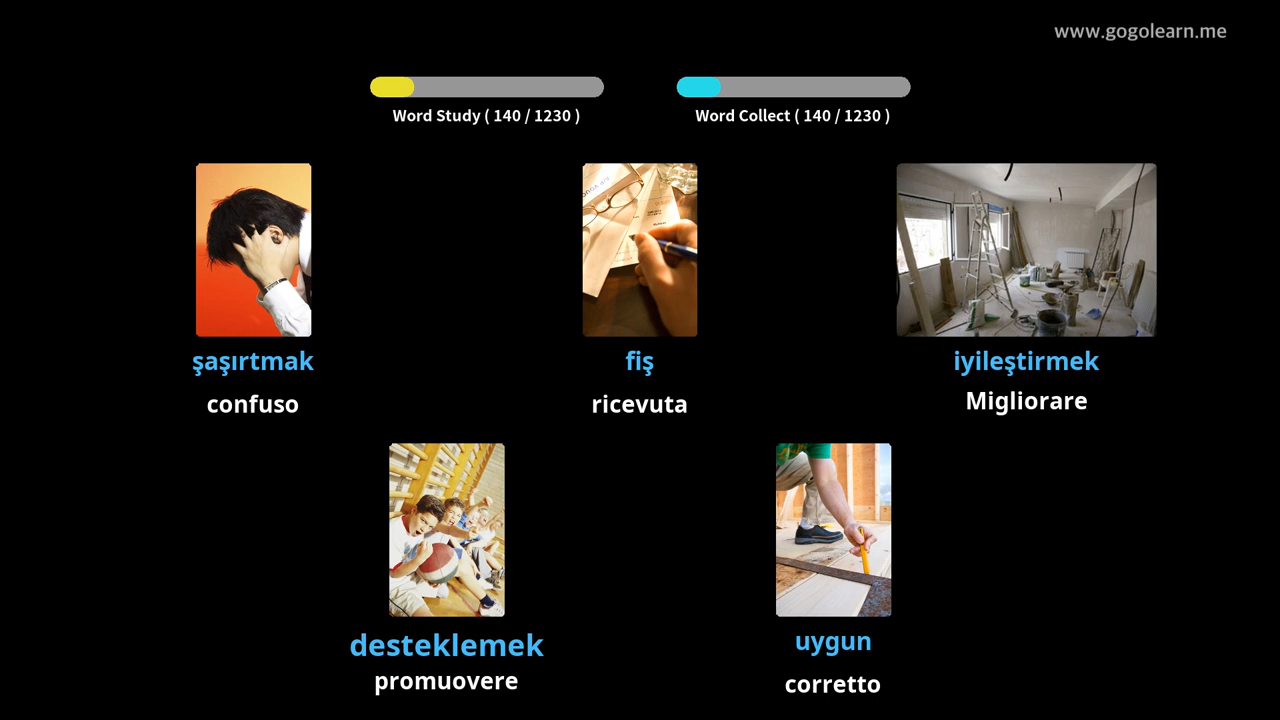 www.gogolearn.me
Word Study ( 140 / 1230 )
Word Collect ( 140 / 1230 )
şaşırtmak
confuso
fiş
ricevuta
iyileştirmek
Migliorare
desteklemek
promuovere
uygun
corretto